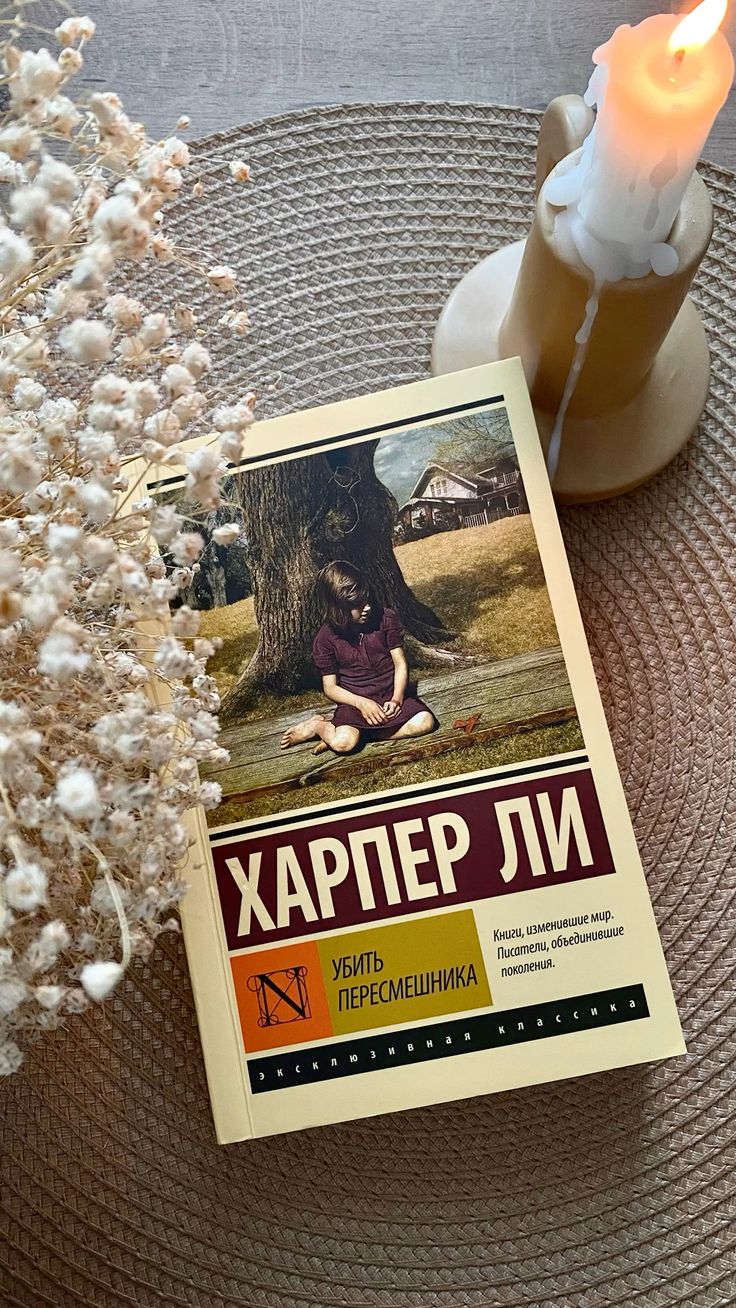 ХАРПЕР ЛИ
N
УБИТЬ
ПЕРЕСМЕШНИКА
Книги, изменившие мир.
Писатели, объединившие
поколения.
эксклюзивная классика